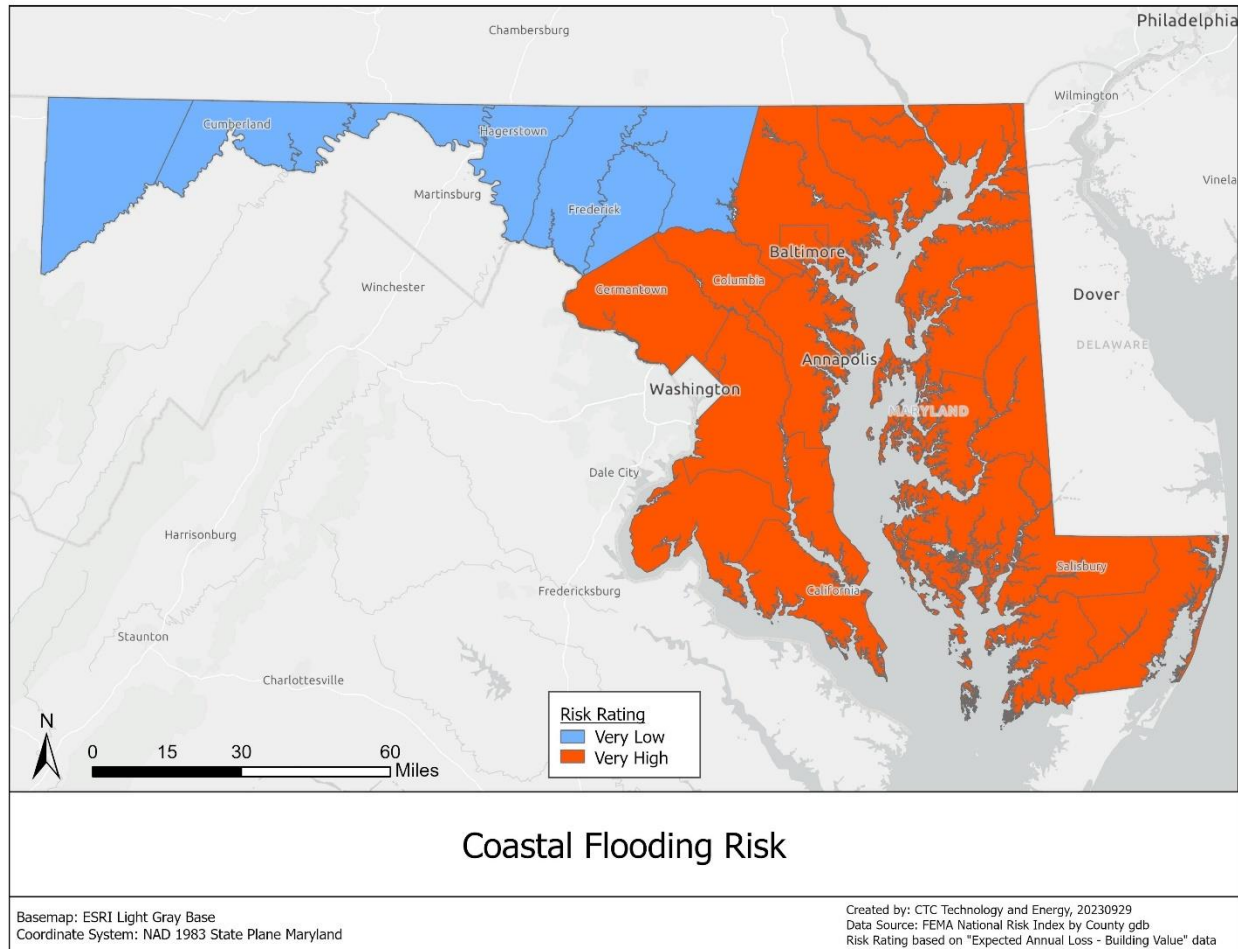 Philadelphia
Chambersburg
Wilmington
Cumberland
Hagerstown
Martinsburg
Vinela
Frederick
Baltimore
Winchester
Columbia
Germantown
Dover
DELAWARE
Annapolis
Washington
MARYLAND
Dale City
Harrisonburg
Salisbury
Fredericksburg
California
Staunton
Charlottesville
Risk Rating
Very Low
Very High
N
0 15 30 60
Miles
Coastal Flooding Risk
Basemap: ESRI Light Gray Base
Coordinate System: NAD 1983 State Plane Maryland
Created by: CTC Technology and Energy, 20230929
Data Source: FEMA National Risk Index by County gdb
Risk Rating based on "Expected Annual Loss - Building Value" data